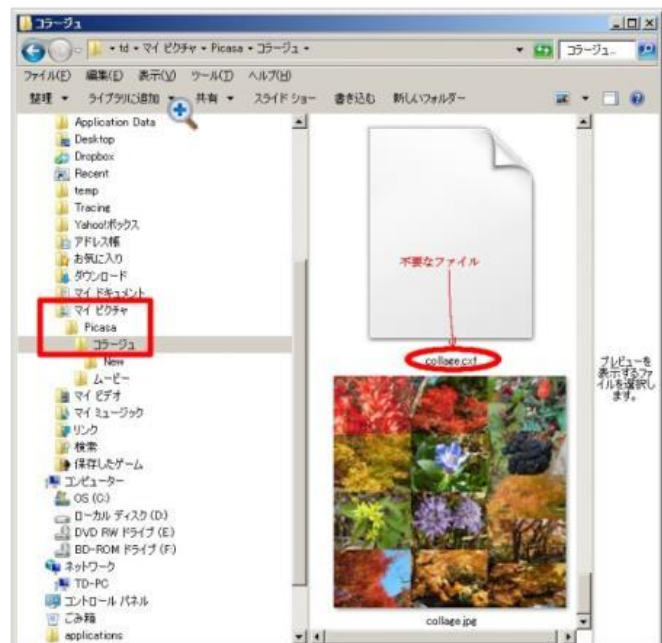 コラージュ
td ▾ マイ ピクチャ ▾ Picasa ▾ コラージュ ▾
コラージュ...
ファイル(F) 編集(E) 表示(V) ツール(T) ヘルプ(H)
整理 ▾ ライブラリに追加 ▾ 共有 ▾ スライド ショー 書き込む 新しいフォルダー
Application Data
Desktop
Dropbox
Recent
temp
Tracing
Yahoo!ボックス
アドレス帳
お気に入り
ダウンロード
マイ ドキュメント
マイ ピクチャ
Picasa
コラージュ
New
ムービー
マイ ビデオ
マイ ミュージック
リンク
検索
保存したゲーム
コンピューター
OS (C:)
ローカル ディスク (D:)
DVD RW ドライブ (E:)
BD-ROM ドライブ (F:)
ネットワーク
TD-PC
コントロール パネル
ごみ箱
applications
不要なファイル
collage.cxf
collage.jpg
プレビューを
表示するファ
イルを選択し
ます。